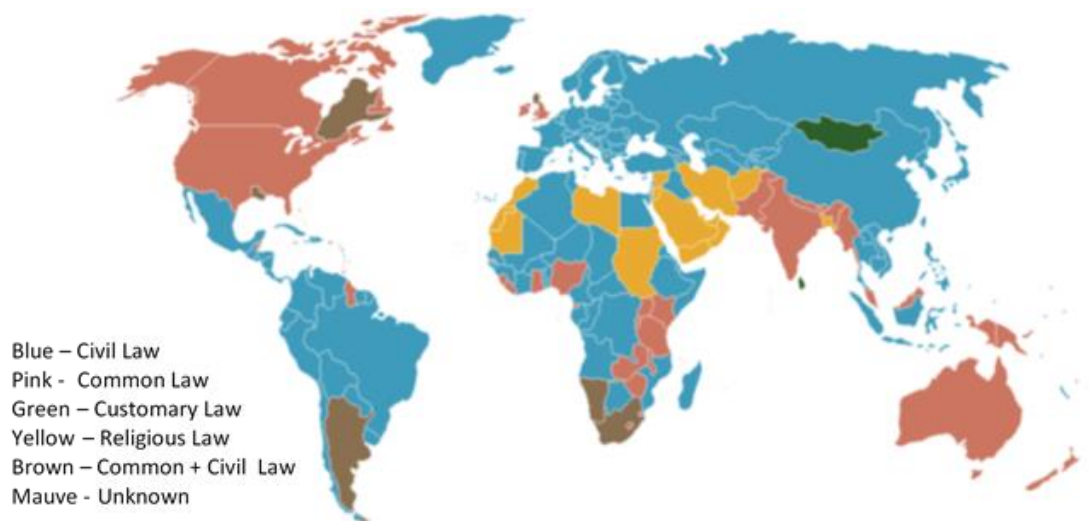 Blue – Civil Law
Pink - Common Law
Green – Customary Law
Yellow – Religious Law
Brown – Common + Civil Law
Mauve - Unknown